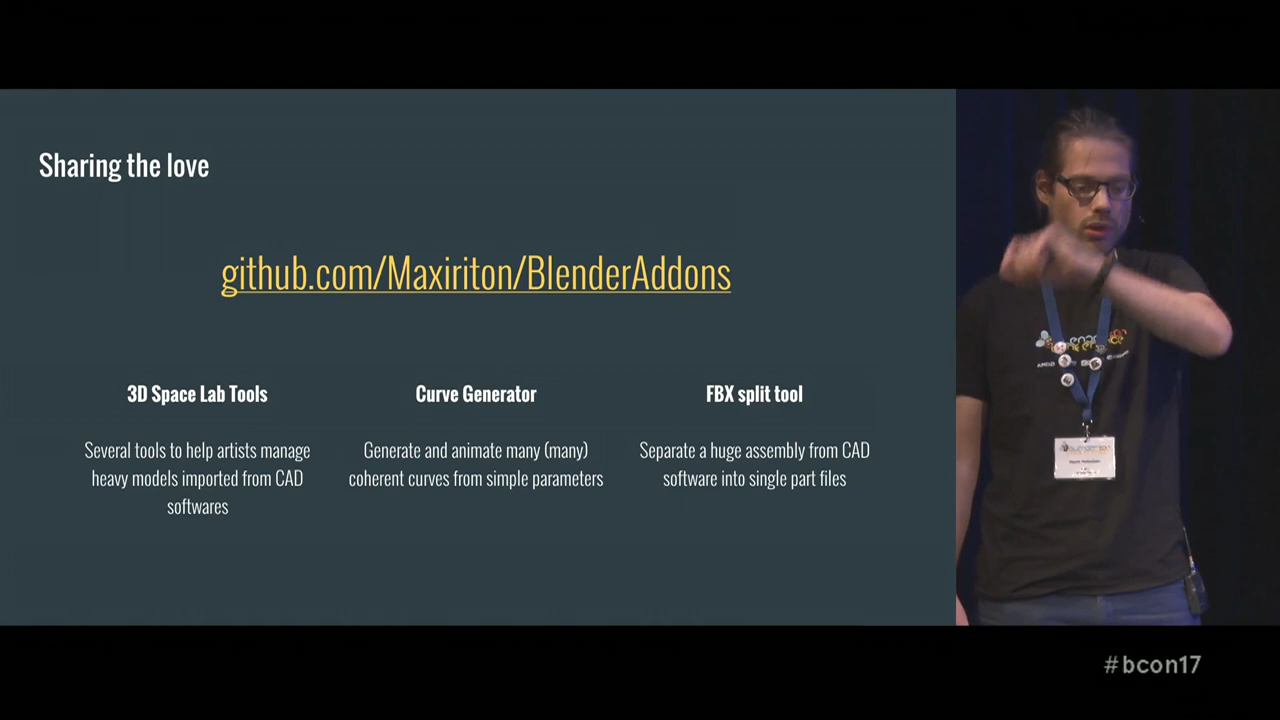 Sharing the love
github.com/Maxiriton/BlenderAddons
3D Space Lab Tools
Several tools to help artists manage
heavy models imported from CAD
softwares
Curve Generator
Generate and animate many (many)
coherent curves from simple parameters
FBX split tool
Separate a huge assembly from CAD
software into single part files
#bcon17